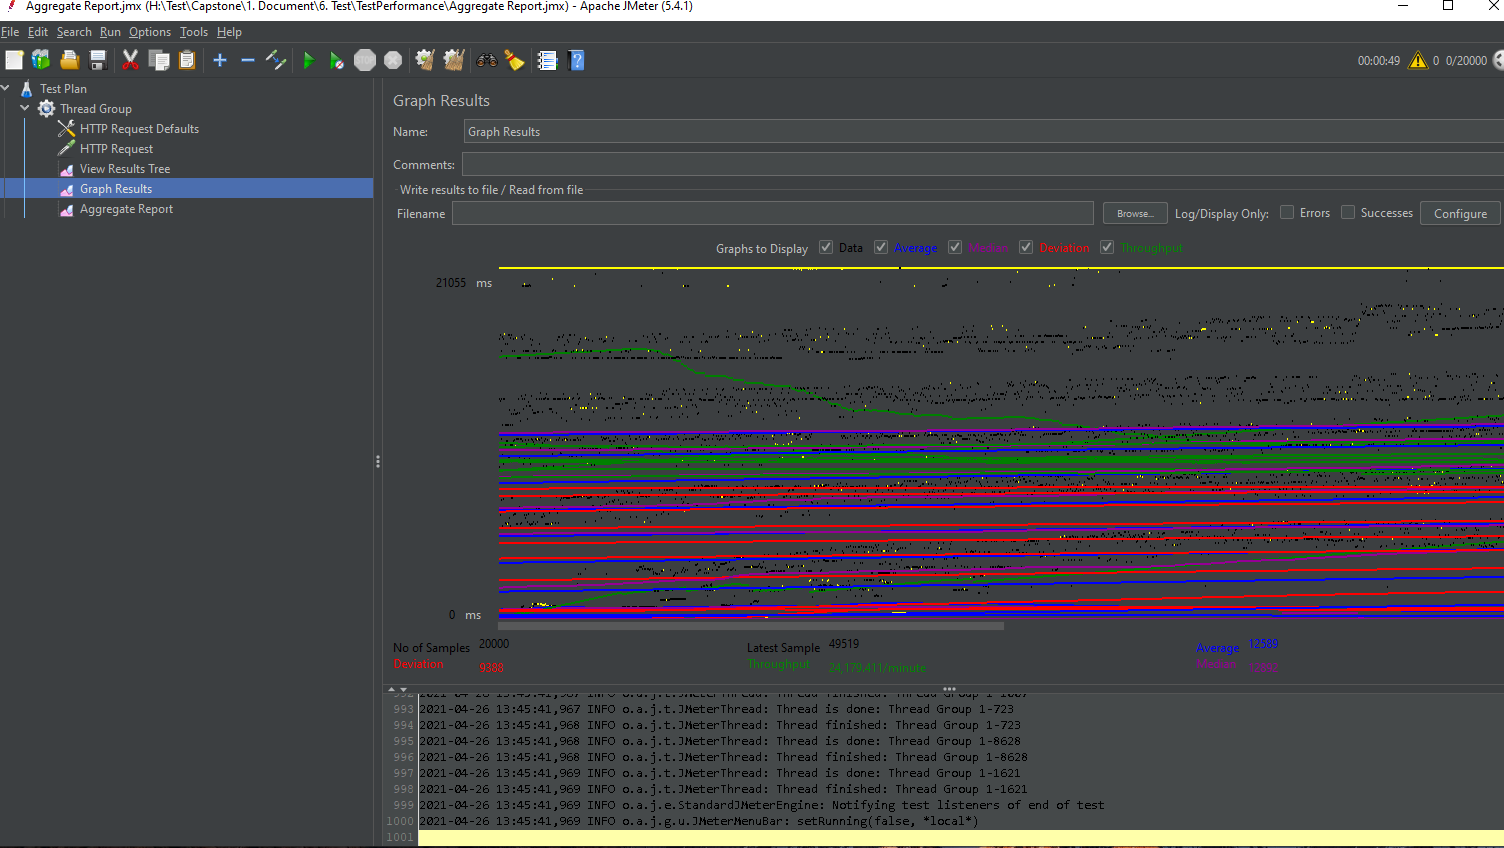 Aggregate Report.jmx (H:\Test\Capstone\1. Document\6. Test\TestPerformance\Aggregate Report.jmx) - Apache JMeter (5.4.1)
File Edit Search Run Options Tools Help
STOP
00:00:49 0 0/20000
Test Plan
Thread Group
HTTP Request Defaults
HTTP Request
View Results Tree
Graph Results
Aggregate Report
Graph Results
Name: Graph Results
Comments:
Write results to file / Read from file
Filename Browse... Log/Display Only: Errors Successes Configure
Graphs to Display Data Average Median Deviation Throughput
21055 ms
0 ms
No of Samples 20000 Latest Sample 49519 Average 12589
Deviation 9388 Throughput 24,179.411/minute Median
993 2021-04-26 13:45:41,967 INFO o.a.j.t.JMeterThread: Thread is done: Thread Group 1-723
994 2021-04-26 13:45:41,968 INFO o.a.j.t.JMeterThread: Thread finished: Thread Group 1-723
995 2021-04-26 13:45:41,968 INFO o.a.j.t.JMeterThread: Thread is done: Thread Group 1-8628
996 2021-04-26 13:45:41,968 INFO o.a.j.t.JMeterThread: Thread finished: Thread Group 1-8628
997 2021-04-26 13:45:41,969 INFO o.a.j.t.JMeterThread: Thread is done: Thread Group 1-1621
998 2021-04-26 13:45:41,969 INFO o.a.j.t.JMeterThread: Thread finished: Thread Group 1-1621
999 2021-04-26 13:45:41,969 INFO o.a.j.e.StandardJMeterEngine: Notifying test listeners of end of test
1000 2021-04-26 13:45:41,969 INFO o.a.j.g.u.JMeterMenuBar: setRunning(false, *local*)
1001